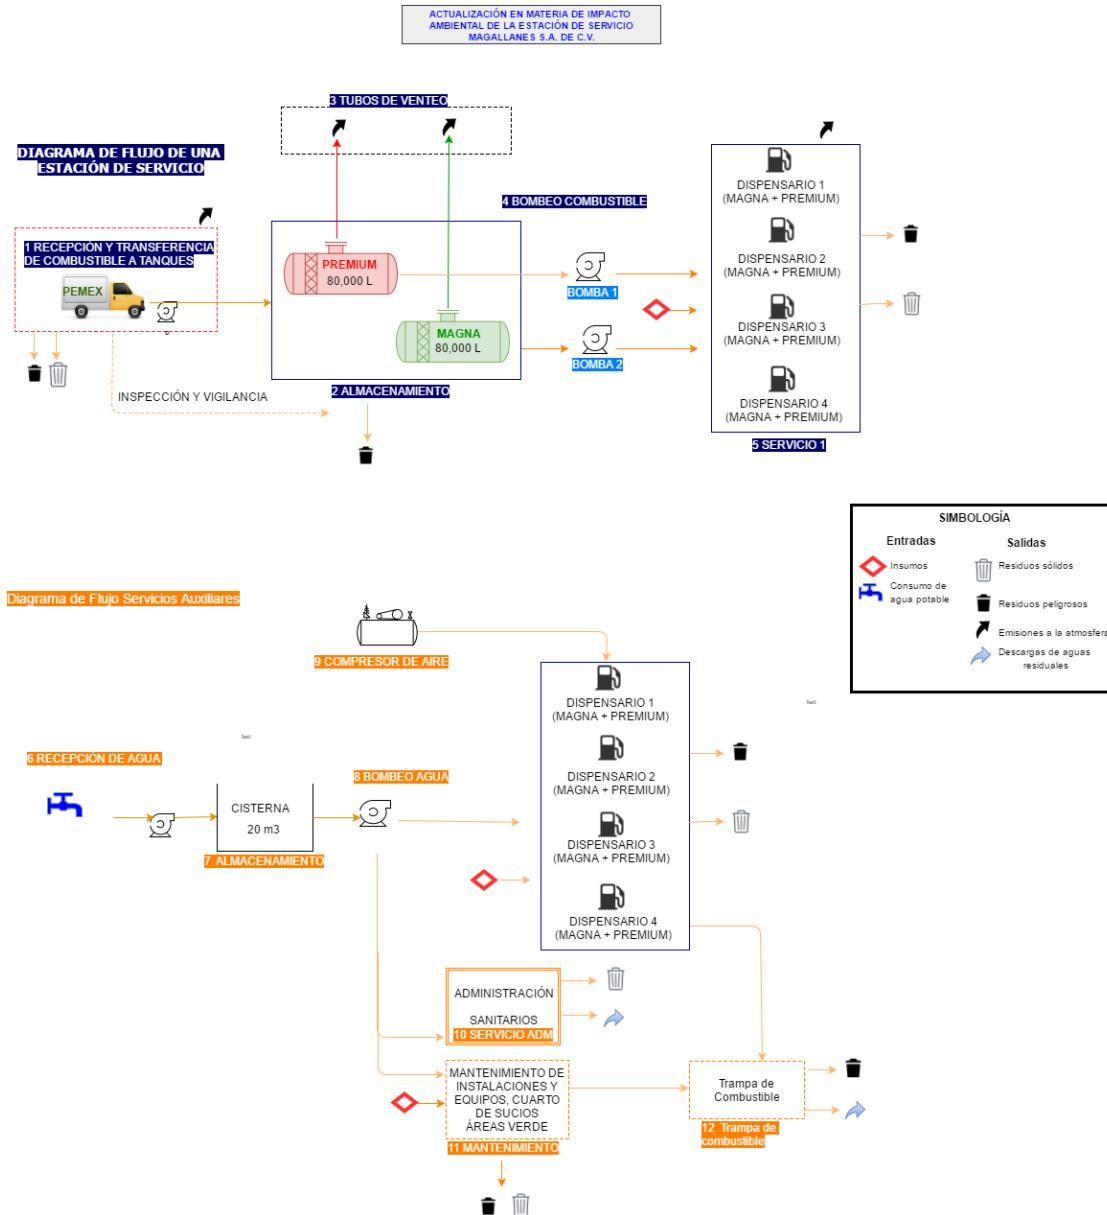 ACTUALIZACIÓN EN MATERIA DE IMPACTO
AMBIENTAL DE LA ESTACIÓN DE SERVICIO
MAGALLANES S.A. DE C.V.
3 TUBOS DE VENTEO
DIAGRAMA DE FLUJO DE UNA
ESTACIÓN DE SERVICIO
4 BOMBEO COMBUSTIBLE
1 RECEPCIÓN Y TRANSFERENCIA
DE COMBUSTIBLE A TANQUES
PEMEX
PREMIUM
80,000 L
MAGNA
80,000 L
BOMBA 1
BOMBA 2
2 ALMACENAMIENTO
INSPECCIÓN Y VIGILANCIA
DISPENSARIO 1
(MAGNA + PREMIUM)
DISPENSARIO 2
(MAGNA + PREMIUM)
DISPENSARIO 3
(MAGNA + PREMIUM)
DISPENSARIO 4
(MAGNA + PREMIUM)
5 SERVICIO 1
SIMBOLOGÍA
Entradas
Insumos
Consumo de
agua potable
Salidas
Residuos sólidos
Residuos peligrosos
Emisiones a la atmosfera
Descargas de aguas
residuales
Diagrama de Flujo Servicios Auxiliares
9 COMPRESOR DE AIRE
Text
Text
6 RECEPCIÓN DE AGUA
CISTERNA
20 m3
7 ALMACENAMIENTO
8 BOMBEO AGUA
DISPENSARIO 1
(MAGNA + PREMIUM)
DISPENSARIO 2
(MAGNA + PREMIUM)
DISPENSARIO 3
(MAGNA + PREMIUM)
DISPENSARIO 4
(MAGNA + PREMIUM)
ADMINISTRACIÓN
SANITARIOS
10 SERVICIO ADM
MANTENIMIENTO DE
INSTALACIONES Y
EQUIPOS, CUARTO
DE SUCIOS
ÁREAS VERDE
11 MANTENIMIENTO
Trampa de
Combustible
12 Trampa de
combustible